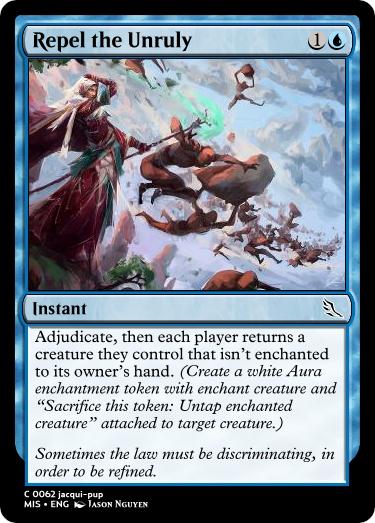 Repel the Unruly 1
Instant
Adjudicate, then each player returns a
creature they control that isn't enchanted
to its owner's hand. (Create a white Aura
enchantment token with enchant creature and
“Sacrifice this token: Untap enchanted
creature” attached to target creature.)
Sometimes the law must be discriminating, in
order to be refined.
C 0062 jacqui-pup
MIS • ENG Jason Nguyen